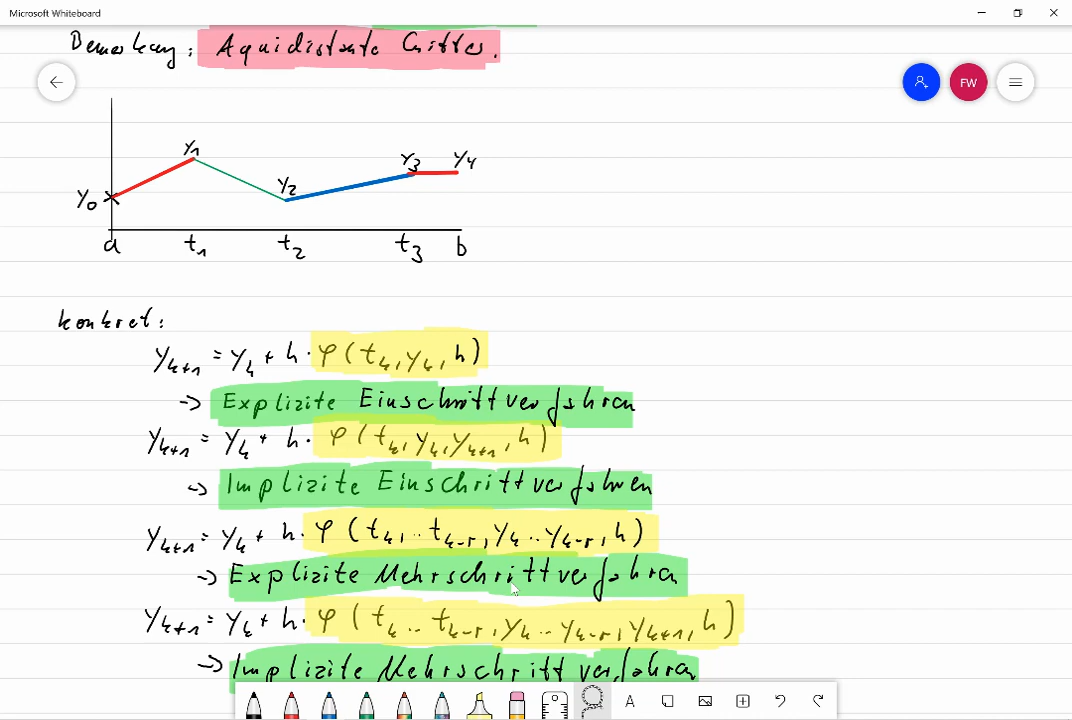 Microsoft Whiteboard
Bemerkung: Äquidistante Gitter.
FW
y₁
y₃ y₄
y₂
y₀
a t₁ t₂ t₃ b
konkret:
yₖ₊₁ = yₖ + h · φ(tₖ, yₖ, h)
→ Explizite Einschrittverfahren
yₖ₊₁ = yₖ + h · φ(tₖ, yₖ, yₖ₊₁, h)
→ Implizite Einschrittverfahren
yₖ₊₁ = yₖ + h · φ(tₖ, .. tₖ₋ᵣ, yₖ .. yₖ₋ᵣ, h)
→ Explizite Mehrschrittverfahren
yₖ₊₁ = yₖ + h · φ(tₖ .. tₖ₋ᵣ, yₖ .. yₖ₋ᵣ, yₖ₊₁, h)
→ Implizite Mehrschrittverfahren
A